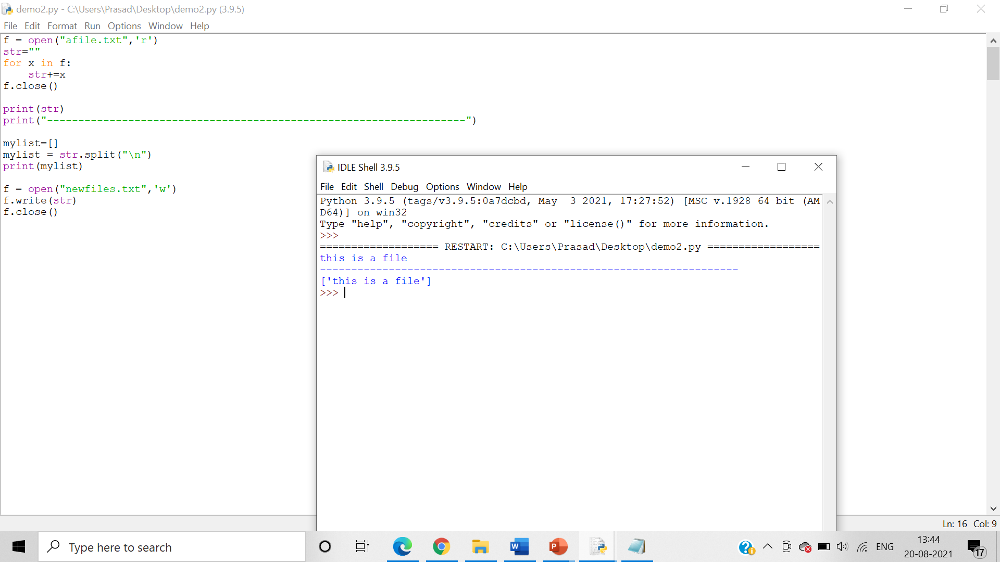 demo2.py - C:\Users\Prasad\Desktop\demo2.py (3.9.5)
File Edit Format Run Options Window Help
f = open("afile.txt",'r')
str=""
for x in f:
    str+=x
f.close()
print(str)
print("-------------------------------------------------------------------")
mylist=[]
mylist = str.split("\n")
print(mylist)
f = open("newfiles.txt",'w')
f.write(str)
f.close()
IDLE Shell 3.9.5
File Edit Shell Debug Options Window Help
Python 3.9.5 (tags/v3.9.5:0a7dcbd, May  3 2021, 17:27:52) [MSC v.1928 64 bit (AM
D64)] on win32
Type "help", "copyright", "credits" or "license()" for more information.
>>>
=================== RESTART: C:\Users\Prasad\Desktop\demo2.py ==================
this is a file
-------------------------------------------------------------------
['this is a file']
>>>
Ln: 16 Col: 9
Type here to search
W
P
ENG
13:44
20-08-2021
17